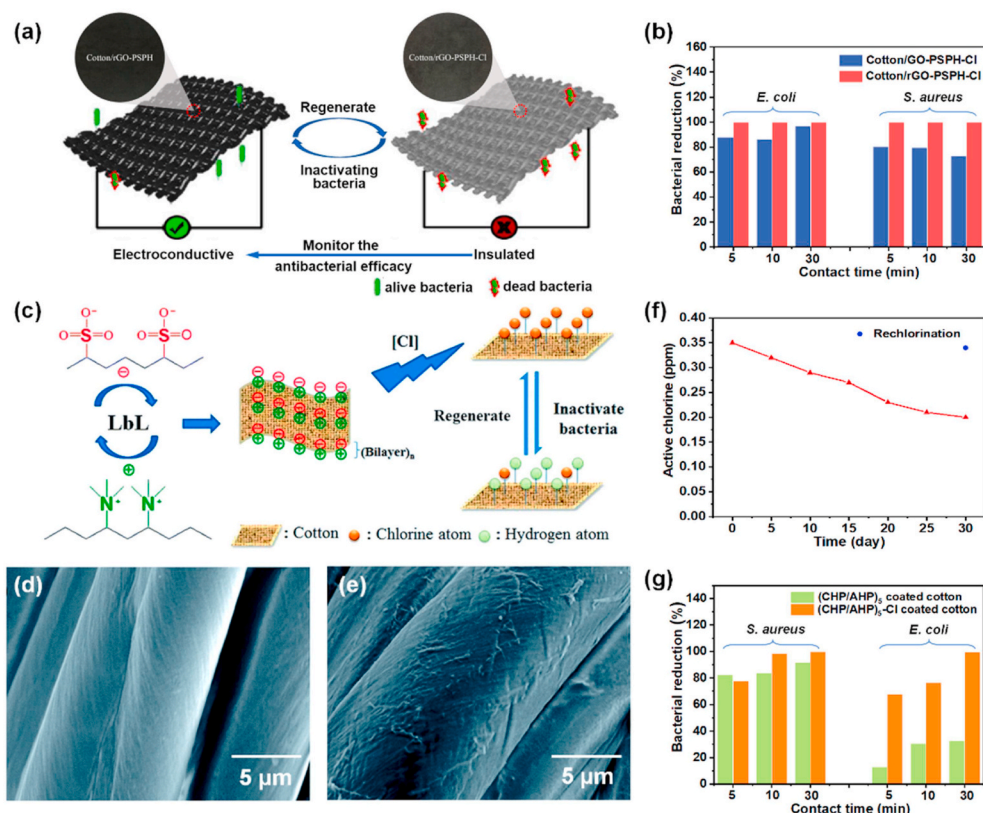 (a)
Cotton/rGO-PSPH
Cotton/rGO-PSPH-Cl
Regenerate
Inactivating
bacteria
Electroconductive
Monitor the
antibacterial efficacy
Insulated
alive bacteria
dead bacteria
(b)
Bacterial reduction (%)
160
140
120
100
80
60
40
20
0
Cotton/GO-PSPH-Cl
Cotton/rGO-PSPH-Cl
E. coli
S. aureus
5 10 30 5 10 30
Contact time (min)
(c)
O⁻ O⁻
O=S=O O=S=O
⊖
LbL
⊕
N⁺ N⁺
(Bilayer)n
[Cl]
Regenerate
Inactivate
bacteria
: Cotton : Chlorine atom : Hydrogen atom
(f)
Active chlorine (ppm)
0.40
0.35
0.30
0.25
0.20
0.15
0.10
0.05
0.00
Rechlorination
0 5 10 15 20 25 30
Time (day)
(d)
5 µm
(e)
5 µm
(g)
Bacterial reduction (%)
200
180
160
140
120
100
80
60
40
20
0
(CHP/AHP)₅ coated cotton
(CHP/AHP)₅-Cl coated cotton
S. aureus
E. coli
5 10 30 5 10 30
Contact time (min)